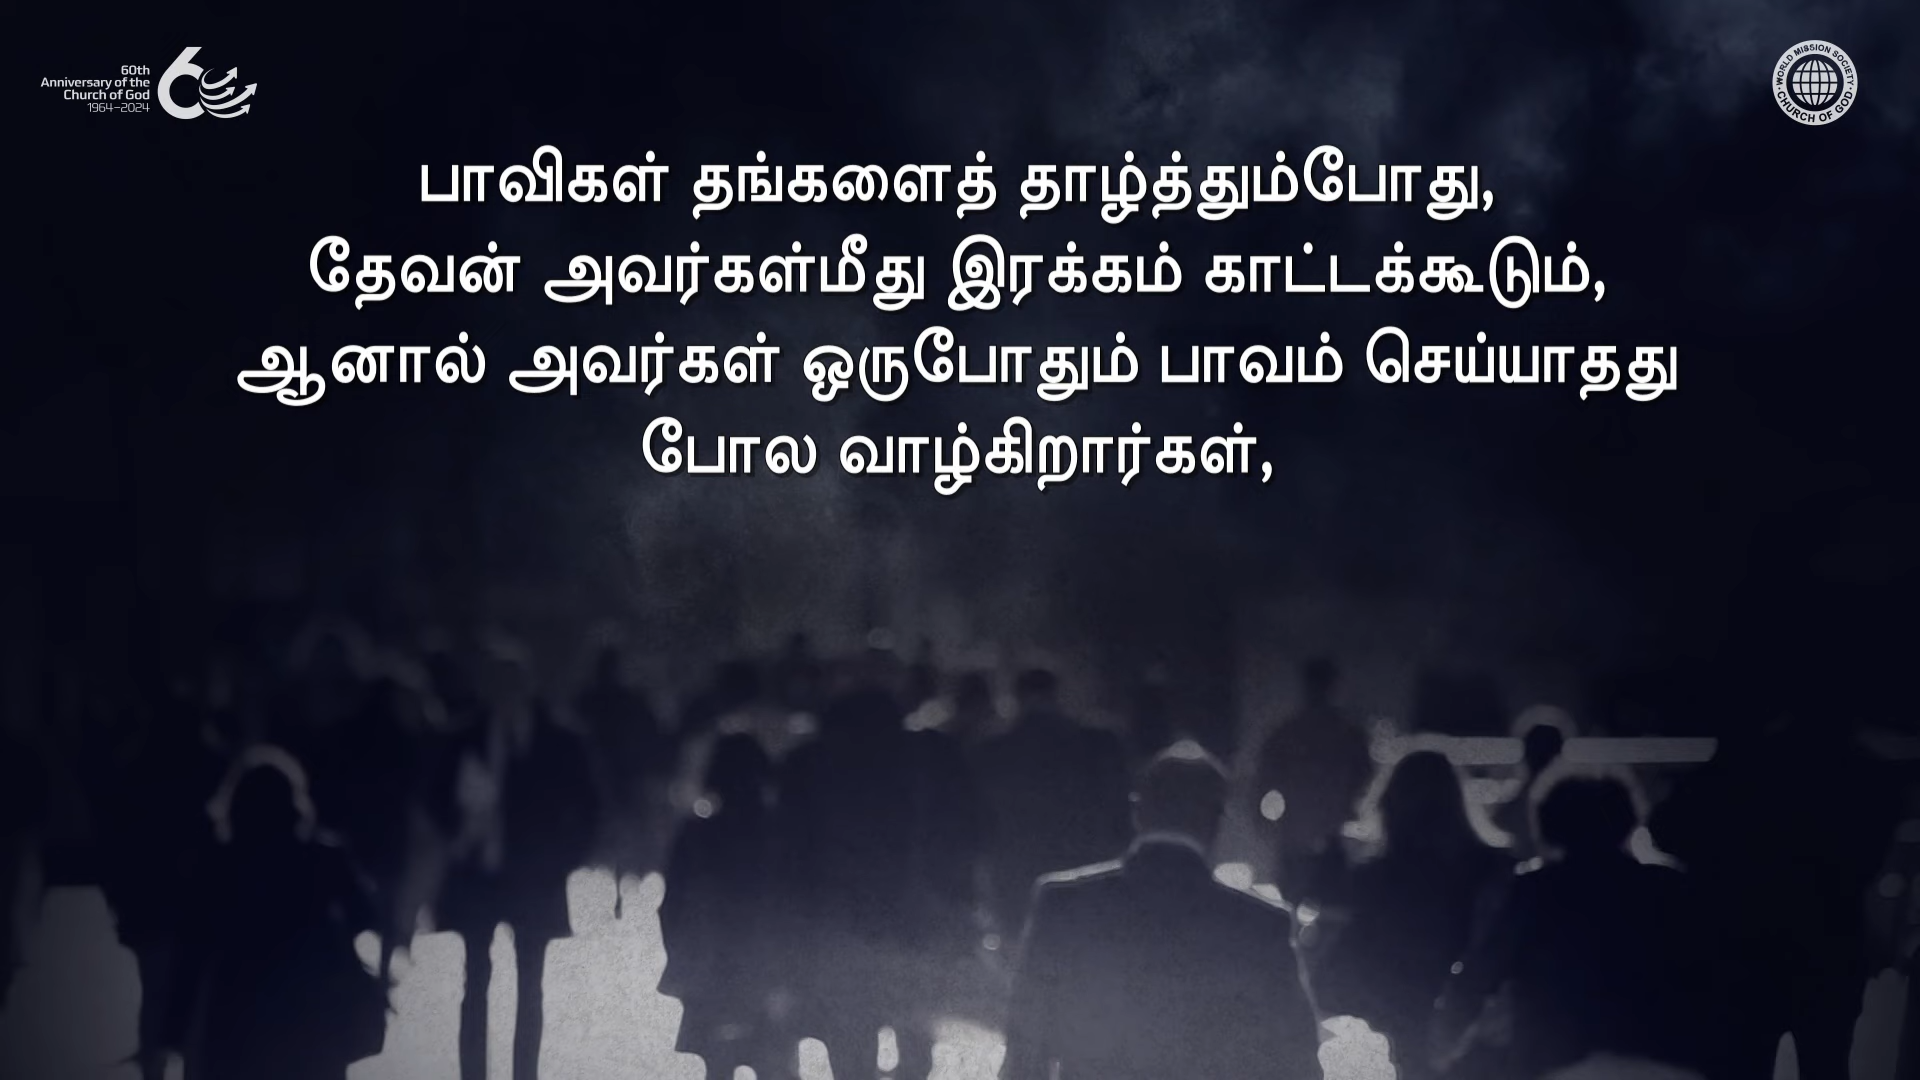 60th
Anniversary of the
Church of God
1964–2024
60
WORLD MISSION SOCIETY
CHURCH OF GOD
பாவிகள் தங்களைத் தாழ்த்தும்போது,
தேவன் அவர்கள்மீது இரக்கம் காட்டக்கூடும்,
ஆனால் அவர்கள் ஒருபோதும் பாவம் செய்யாதது
போல வாழ்கிறார்கள்,